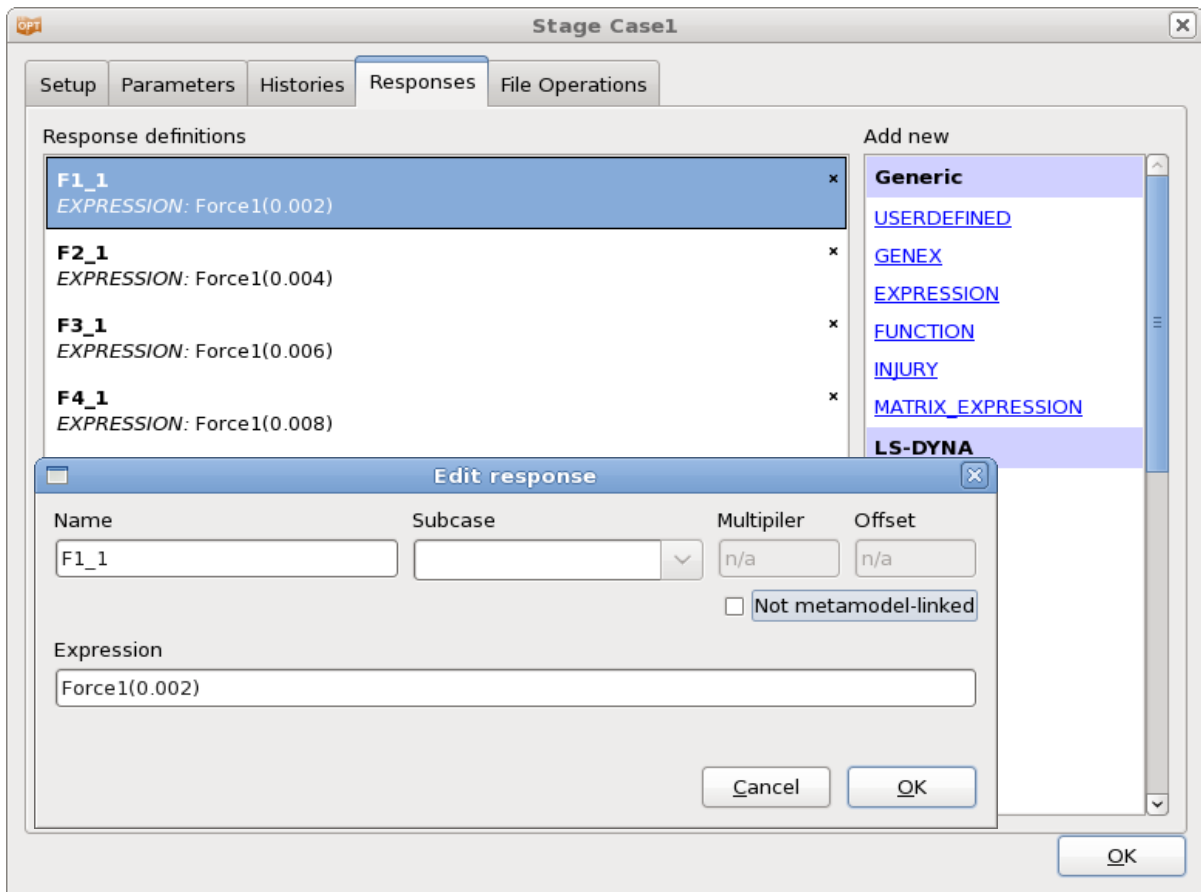 OPT
Stage Case1
Setup Parameters Histories Responses File Operations
Response definitions
F1_1
EXPRESSION: Force1(0.002)
F2_1
EXPRESSION: Force1(0.004)
F3_1
EXPRESSION: Force1(0.006)
F4_1
EXPRESSION: Force1(0.008)
Add new
Generic
USERDEFINED
GENEX
EXPRESSION
FUNCTION
INJURY
MATRIX_EXPRESSION
LS-DYNA
Edit response
Name Subcase Multipiler Offset
F1_1 n/a n/a
Not metamodel-linked
Expression
Force1(0.002)
Cancel OK
OK